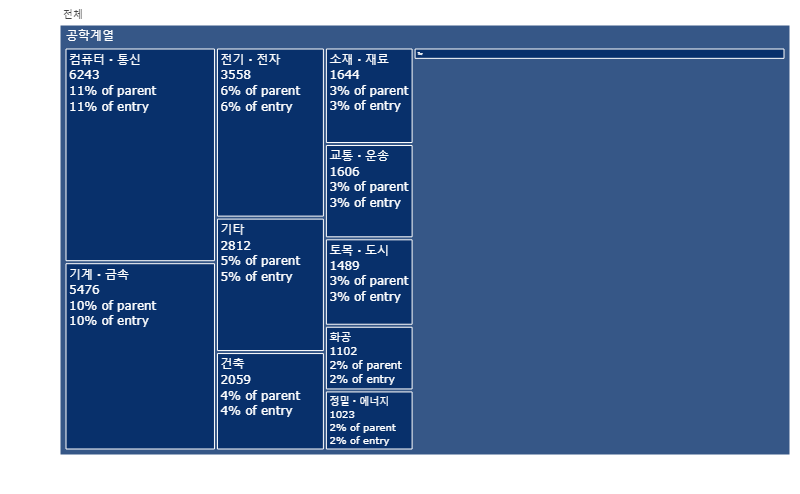 전체
공학계열
컴퓨터・통신
6243
11% of parent
11% of entry
기계・금속
5476
10% of parent
10% of entry
전기・전자
3558
6% of parent
6% of entry
기타
2812
5% of parent
5% of entry
건축
2059
4% of parent
4% of entry
소재・재료
1644
3% of parent
3% of entry
교통・운송
1606
3% of parent
3% of entry
토목・도시
1489
3% of parent
3% of entry
화공
1102
2% of parent
2% of entry
정밀・에너지
1023
2% of parent
2% of entry